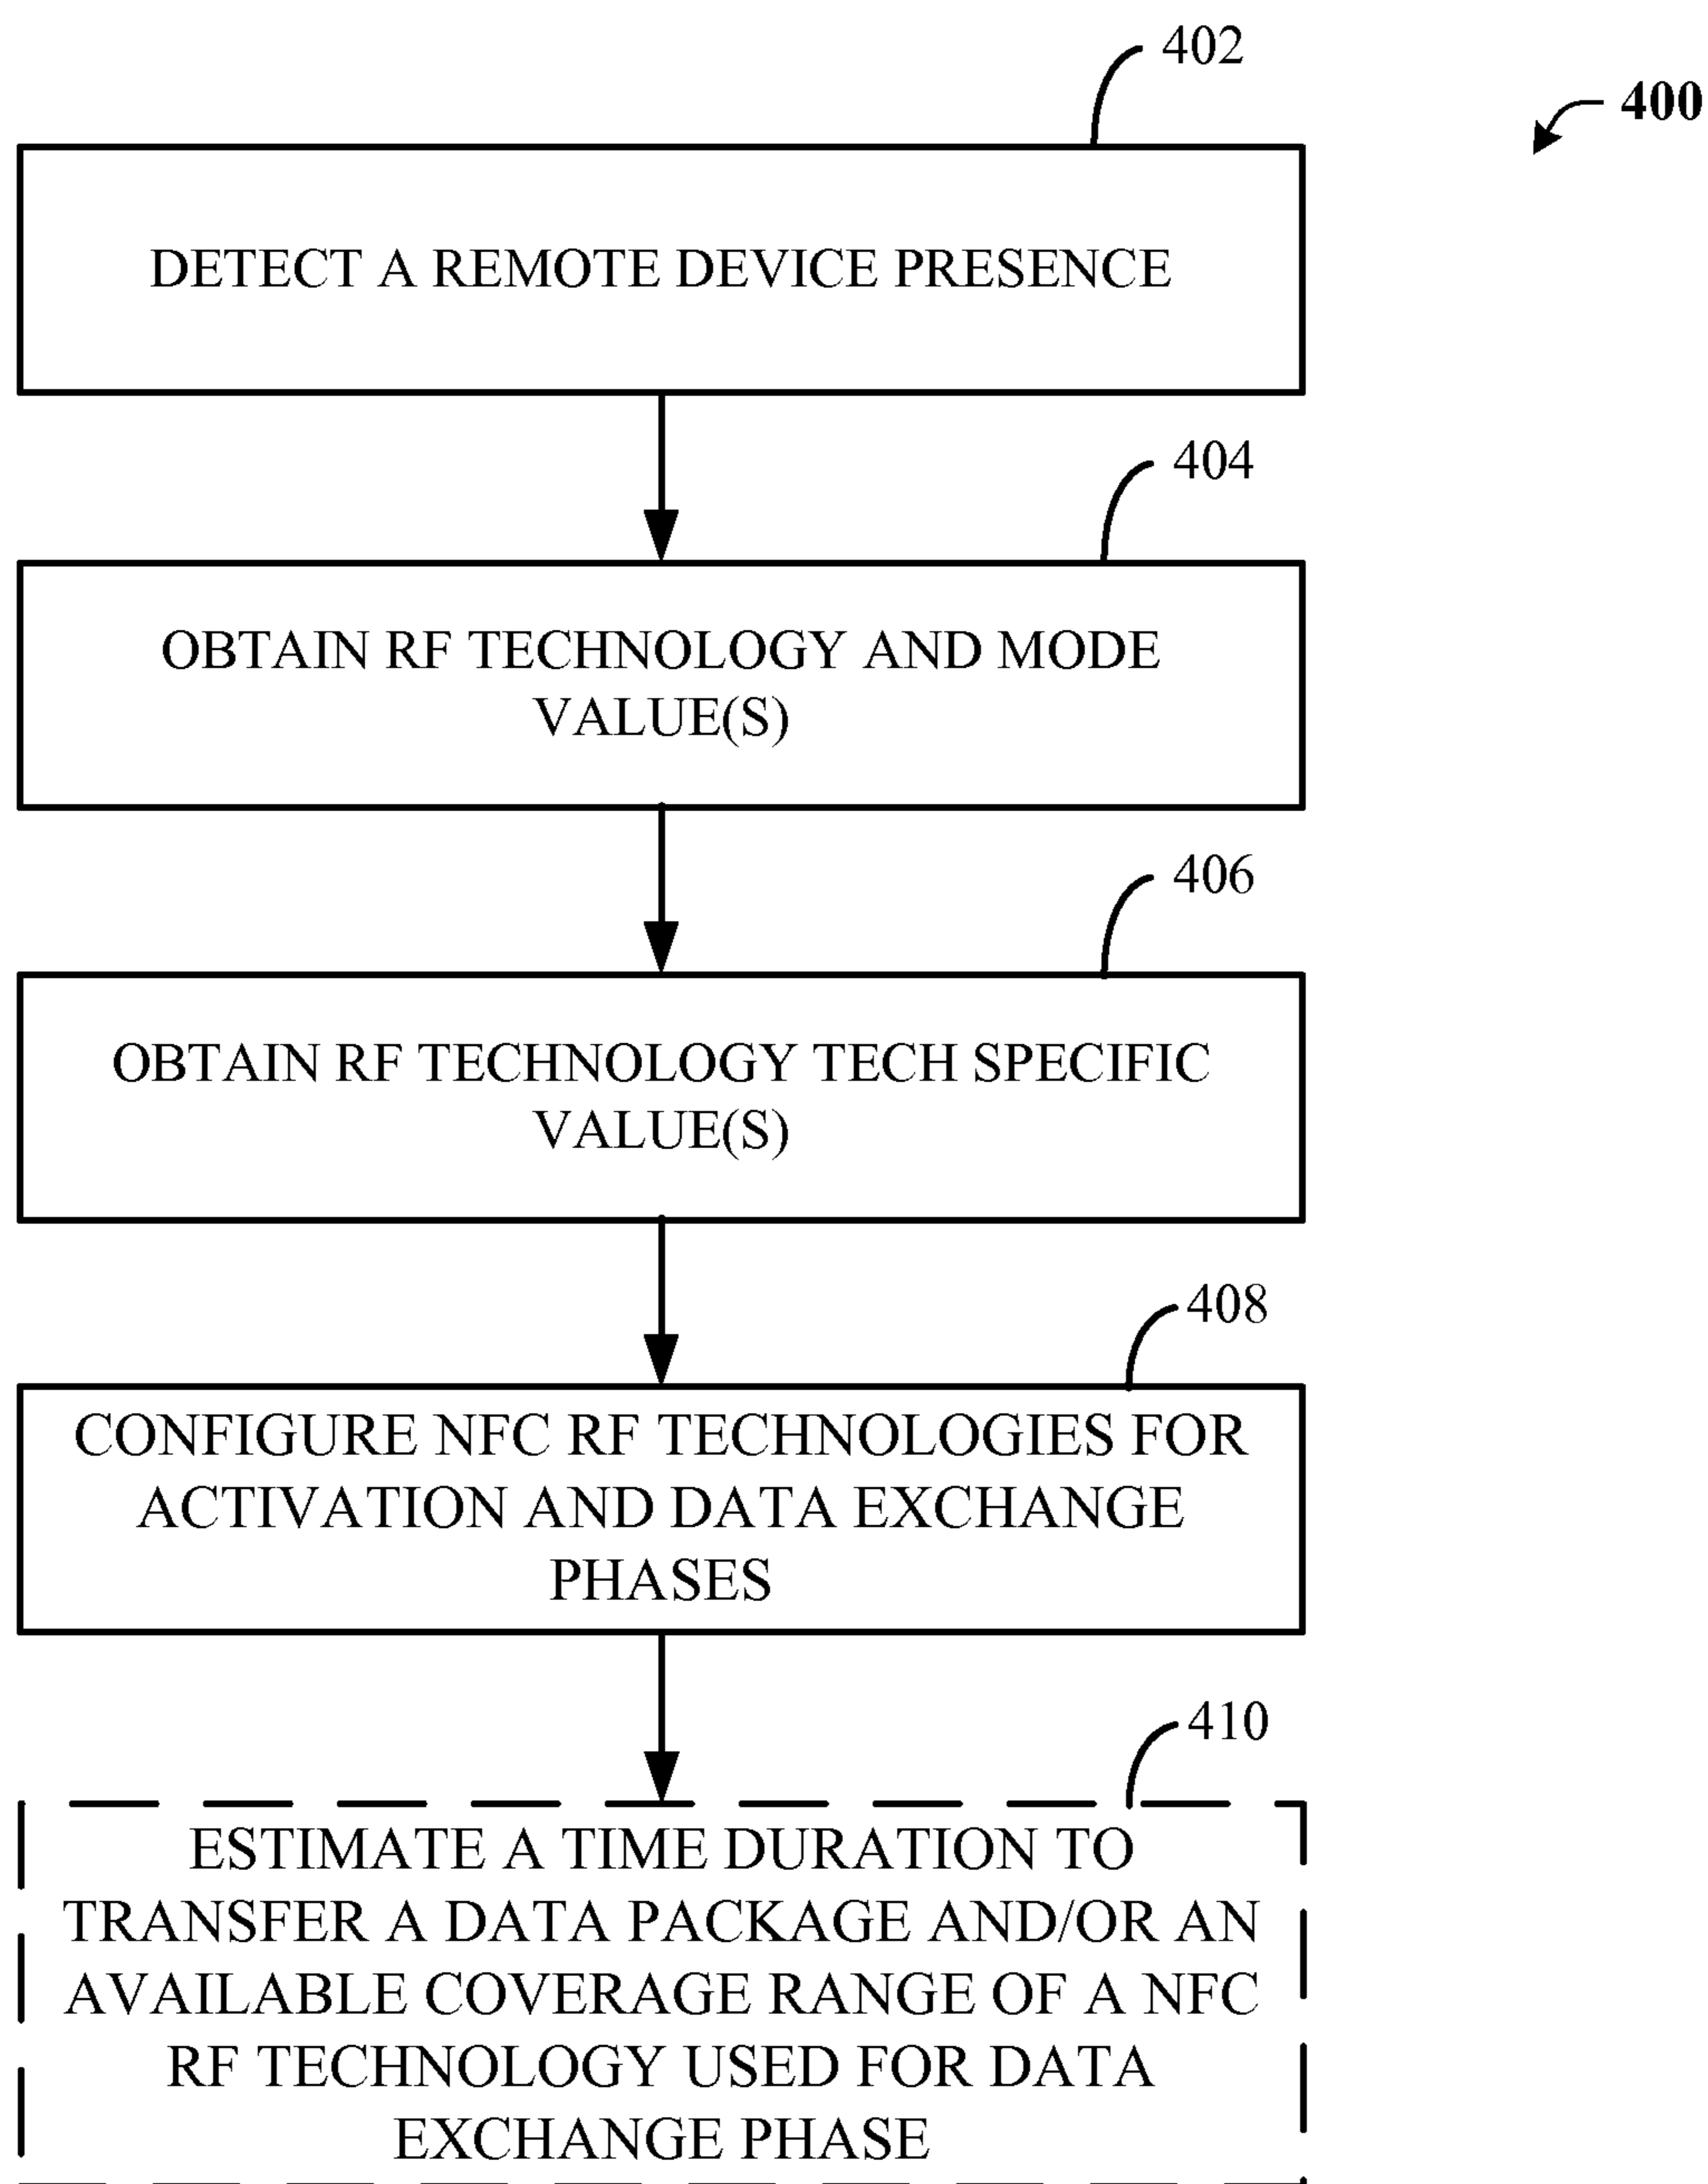 402
400
DETECT A REMOTE DEVICE PRESENCE
404
OBTAIN RF TECHNOLOGY AND MODE
VALUE(S)
406
OBTAIN RF TECHNOLOGY TECH SPECIFIC
VALUE(S)
408
CONFIGURE NFC RF TECHNOLOGIES FOR
ACTIVATION AND DATA EXCHANGE
PHASES
410
ESTIMATE A TIME DURATION TO
TRANSFER A DATA PACKAGE AND/OR AN
AVAILABLE COVERAGE RANGE OF A NFC
RF TECHNOLOGY USED FOR DATA
EXCHANGE PHASE